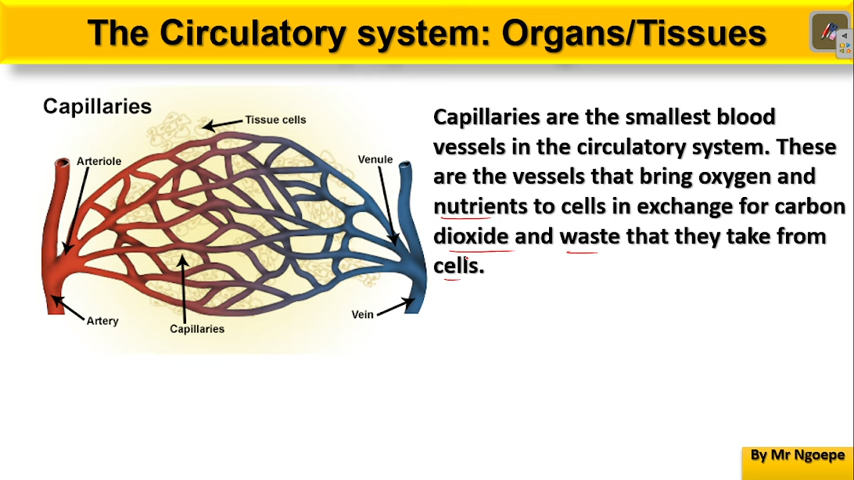 The Circulatory system: Organs/Tissues
Capillaries
Tissue cells
Arteriole
Venule
Artery
Capillaries
Vein
Capillaries are the smallest blood
vessels in the circulatory system. These
are the vessels that bring oxygen and
nutrients to cells in exchange for carbon
dioxide and waste that they take from
cells.
By Mr Ngoepe